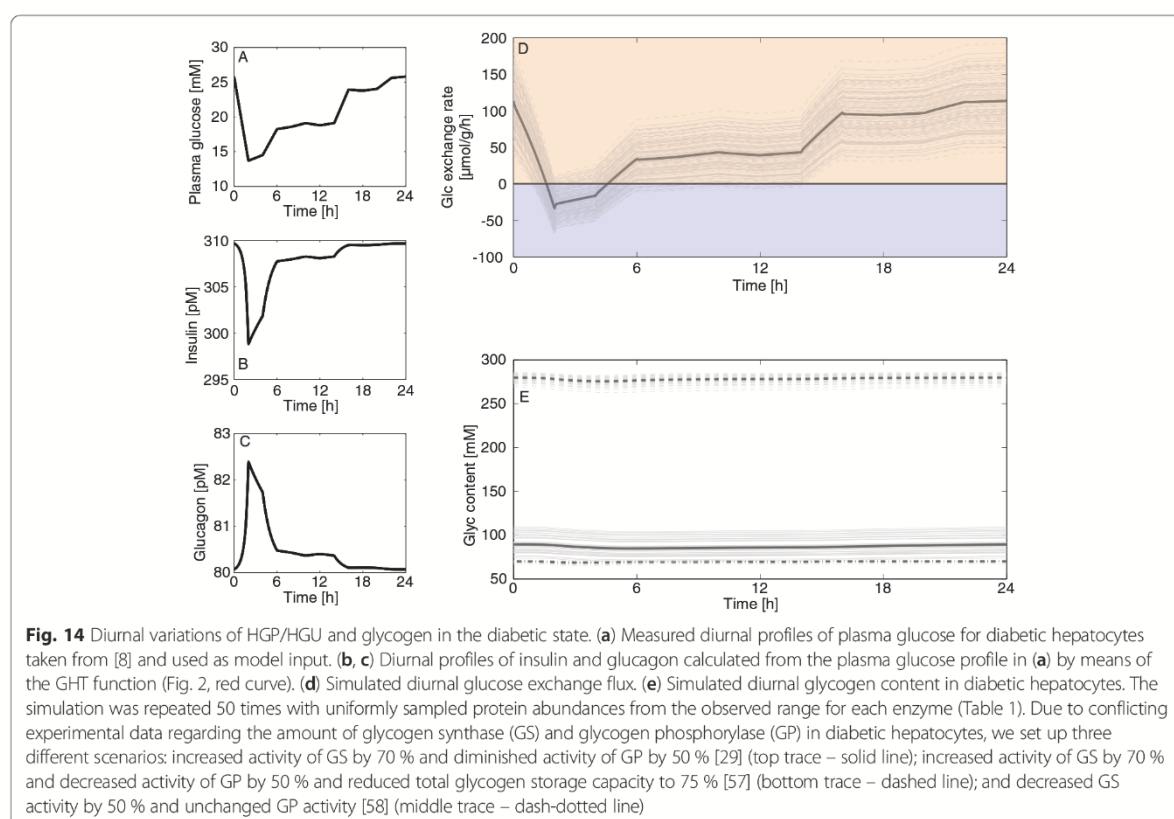 A
30
25
20
15
10
Plasma glucose [mM]
0 6 12 18 24
Time [h]
310
305
300
295
Insulin [pM]
B
0 6 12 18 24
Time [h]
C
83
82
81
80
Glucagon [pM]
0 6 12 18 24
Time [h]
D
200
150
100
50
0
-50
-100
Glc exchange rate
[µmol/g/h]
0 6 12 18 24
Time [h]
300
E
250
200
150
100
50
Glyc content [mM]
0 6 12 18 24
Time [h]
Fig. 14 Diurnal variations of HGP/HGU and glycogen in the diabetic state. (a) Measured diurnal profiles of plasma glucose for diabetic hepatocytes
taken from [8] and used as model input. (b, c) Diurnal profiles of insulin and glucagon calculated from the plasma glucose profile in (a) by means of
the GHT function (Fig. 2, red curve). (d) Simulated diurnal glucose exchange flux. (e) Simulated diurnal glycogen content in diabetic hepatocytes. The
simulation was repeated 50 times with uniformly sampled protein abundances from the observed range for each enzyme (Table 1). Due to conflicting
experimental data regarding the amount of glycogen synthase (GS) and glycogen phosphorylase (GP) in diabetic hepatocytes, we set up three
different scenarios: increased activity of GS by 70 % and diminished activity of GP by 50 % [29] (top trace – solid line); increased activity of GS by 70 %
and decreased activity of GP by 50 % and reduced total glycogen storage capacity to 75 % [57] (bottom trace – dashed line); and decreased GS
activity by 50 % and unchanged GP activity [58] (middle trace – dash-dotted line)